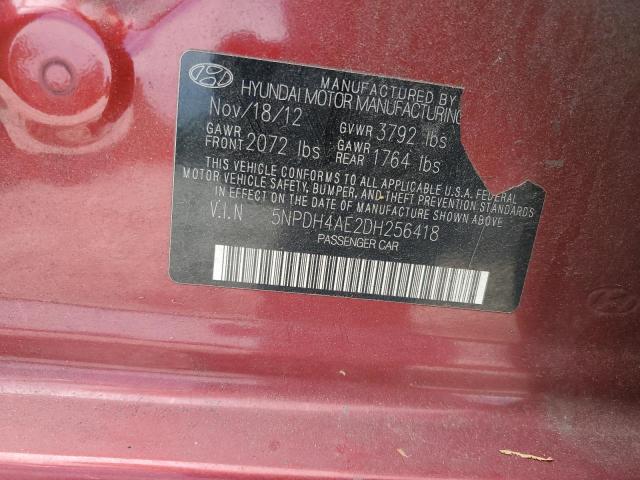 MANUFACTURED BY
HYUNDAI MOTOR MANUFACTURING
Nov/18/12 GVWR 3792 lbs
GAWR FRONT 2072 lbs GAWR REAR 1764 lbs
THIS VEHICLE CONFORMS TO ALL APPLICABLE U.S.A. FEDERAL
MOTOR VEHICLE SAFETY, BUMPER, AND THEFT PREVENTION STANDARDS
IN EFFECT ON THE DATE OF MANUFACTURE SHOWN ABOVE
V.I.N 5NPDH4AE2DH256418
PASSENGER CAR